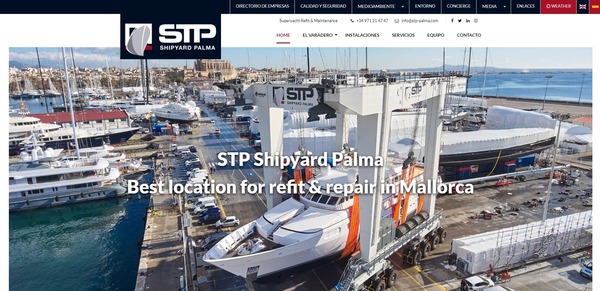 DIRECTORIO DE EMPRESAS CALIDAD Y SEGURIDAD MEDIOAMBIENTE ENTORNO CONCIERGE MEDIA ENLACES WEATHER
STP
SHIPYARD PALMA
Superyacht Refit & Maintenance +34 971 21 47 47 info@stp-palma.com
HOME EL VARADERO INSTALACIONES SERVICIOS EQUIPO CONTACTO
STP
SHIPYARD PALMA
STP Shipyard Palma
Best location for refit & repair in Mallorca